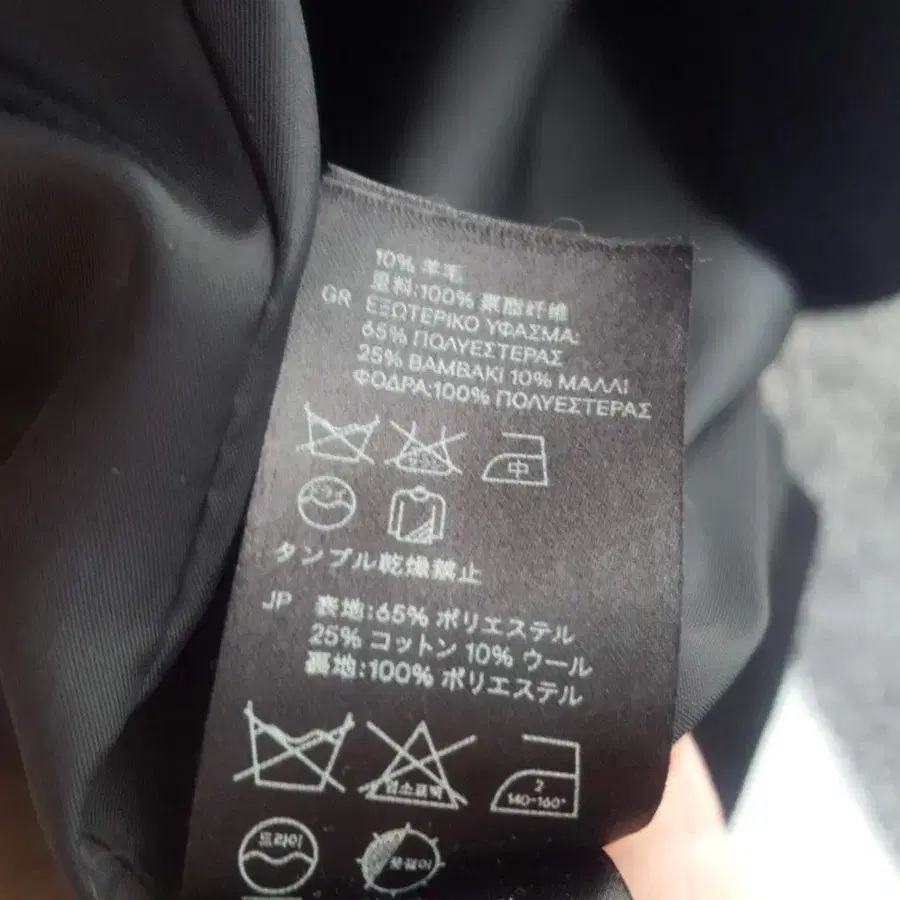 10% 羊毛
里料:100% 聚酯纤维
GR ΕΞΩΤΕΡΙΚΟ ΥΦΑΣΜΑ:
65% ΠΟΛΥΕΣΤΕΡΑΣ
25% ΒΑΜΒΑΚΙ 10% ΜΑΛΛΙ
ΦΟΔΡΑ:100% ΠΟΛΥΕΣΤΕΡΑΣ
中
タンブル乾燥禁止
JP 表地:65% ポリエステル
25% コットン 10% ウール
裏地:100% ポリエステル
염소표백
2
140-160°
드라이
옷걸이